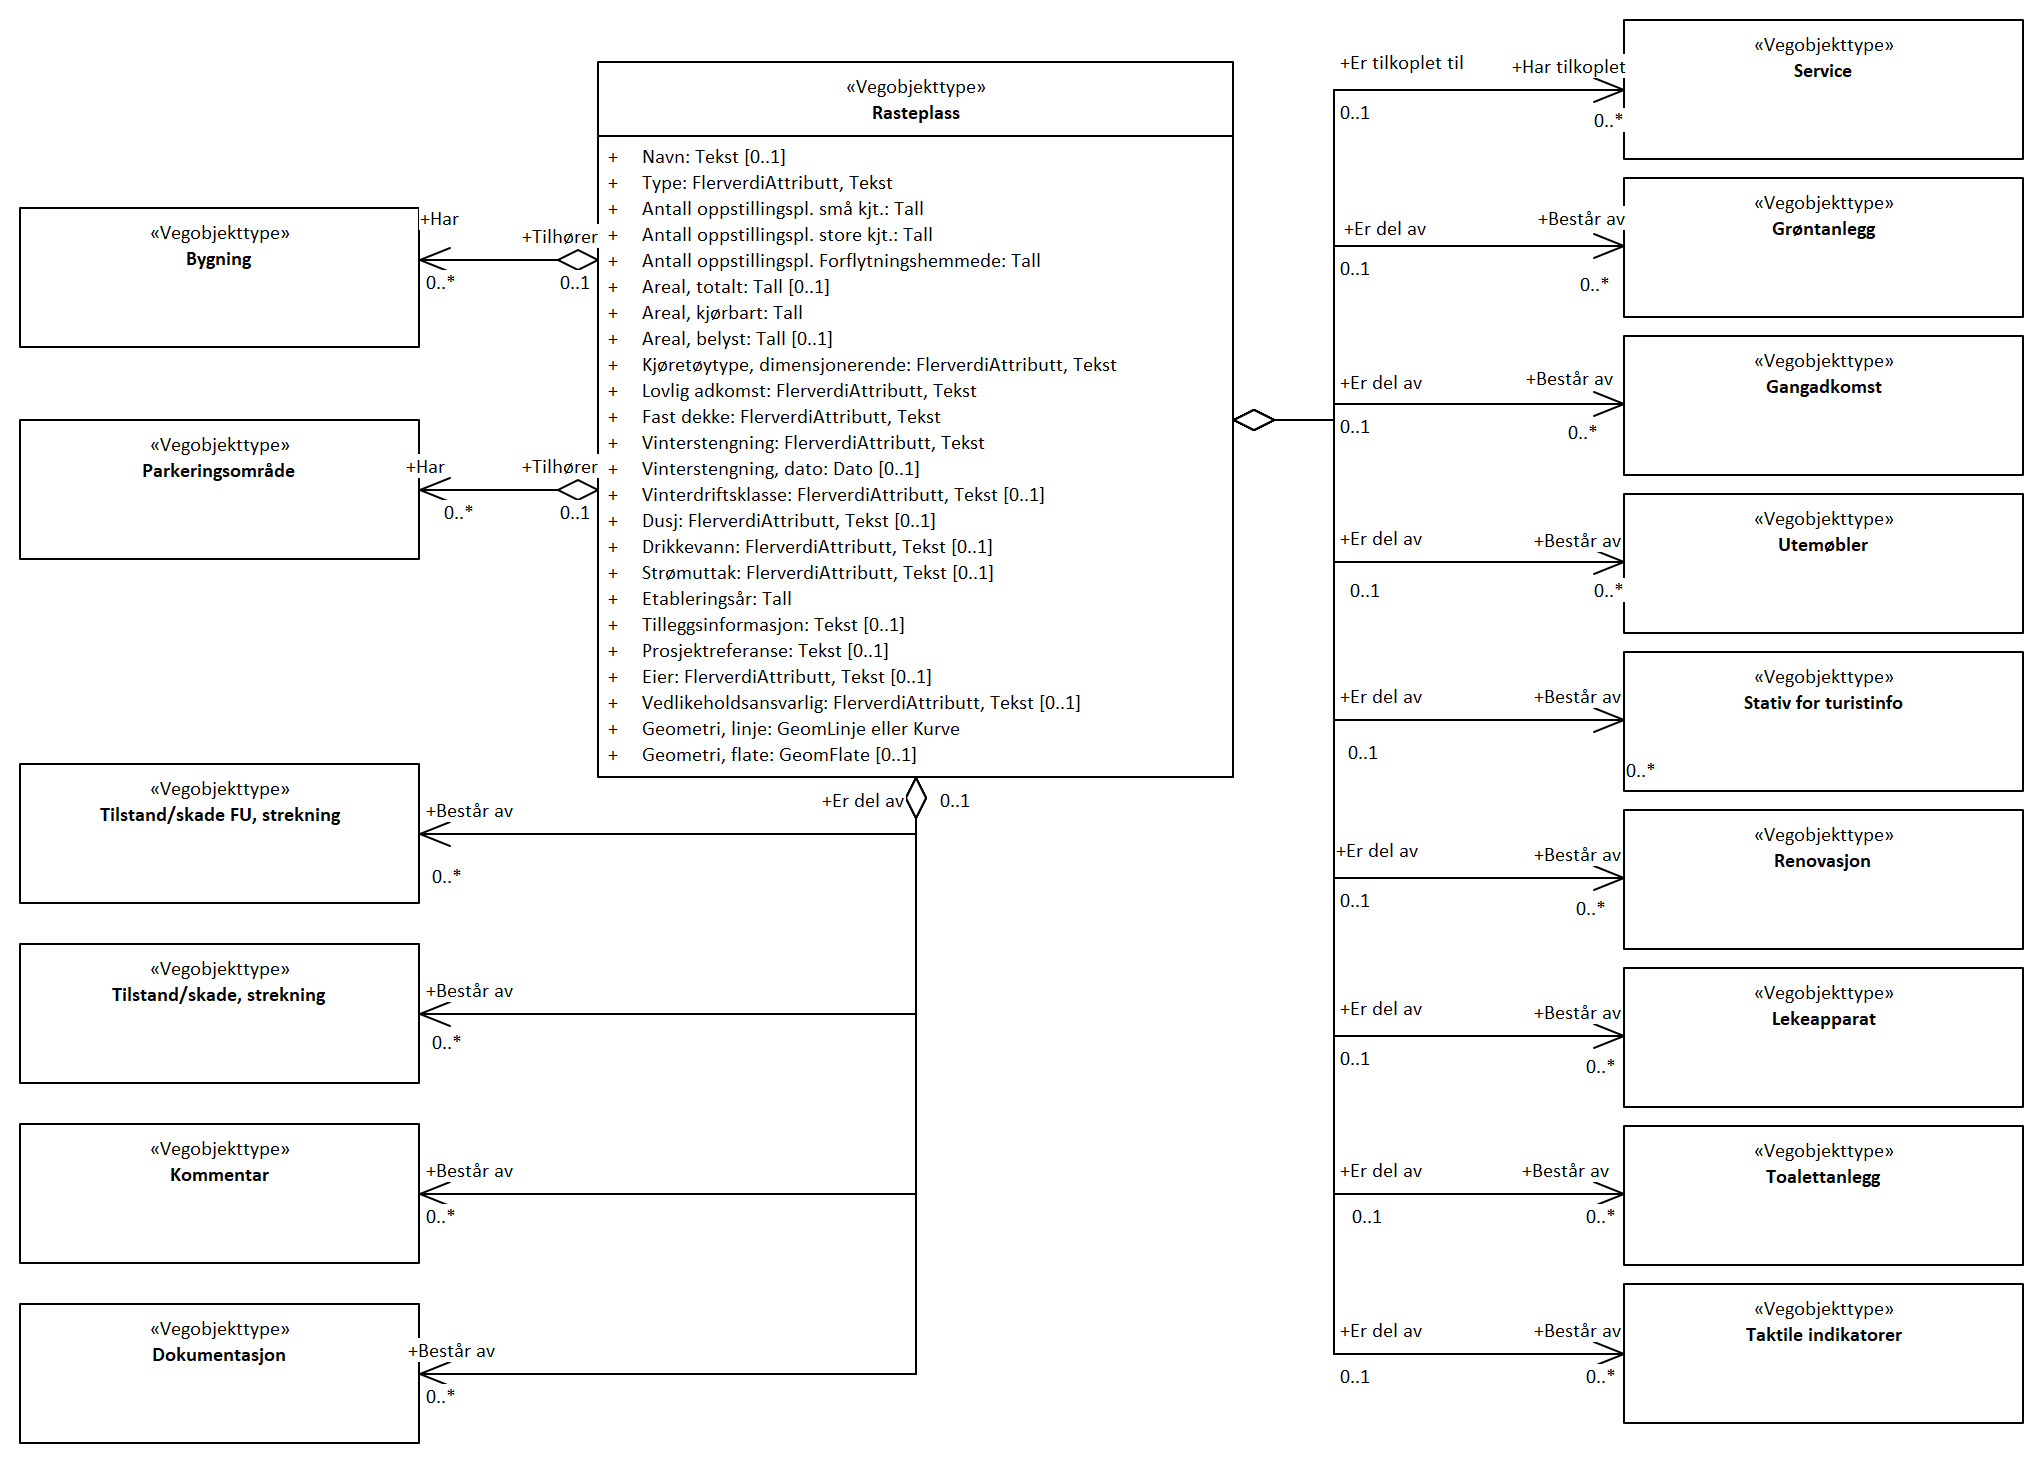 «Vegobjekttype»
Rasteplass
+ Navn: Tekst [0..1]
+ Type: FlerverdiAttributt, Tekst
+ Antall oppstillingspl. små kjt.: Tall
+ Antall oppstillingspl. store kjt.: Tall
+ Antall oppstillingspl. Forflytningshemmede: Tall
+ Areal, totalt: Tall [0..1]
+ Areal, kjørbart: Tall
+ Areal, belyst: Tall [0..1]
+ Kjøretøytype, dimensjonerende: FlerverdiAttributt, Tekst
+ Lovlig adkomst: FlerverdiAttributt, Tekst
+ Fast dekke: FlerverdiAttributt, Tekst
+ Vinterstengning: FlerverdiAttributt, Tekst
+ Vinterstengning, dato: Dato [0..1]
+ Vinterdriftsklasse: FlerverdiAttributt, Tekst [0..1]
+ Dusj: FlerverdiAttributt, Tekst [0..1]
+ Drikkevann: FlerverdiAttributt, Tekst [0..1]
+ Strømuttak: FlerverdiAttributt, Tekst [0..1]
+ Etableringsår: Tall
+ Tilleggsinformasjon: Tekst [0..1]
+ Prosjektreferanse: Tekst [0..1]
+ Eier: FlerverdiAttributt, Tekst [0..1]
+ Vedlikeholdsansvarlig: FlerverdiAttributt, Tekst [0..1]
+ Geometri, linje: GeomLinje eller Kurve
+ Geometri, flate: GeomFlate [0..1]
«Vegobjekttype»
Bygning
+Har
0..*
+Tilhører
0..1
«Vegobjekttype»
Parkeringsområde
+Har
0..*
+Tilhører
0..1
+Er del av
0..1
«Vegobjekttype»
Tilstand/skade FU, strekning
+Består av
0..*
«Vegobjekttype»
Tilstand/skade, strekning
+Består av
0..*
«Vegobjekttype»
Kommentar
+Består av
0..*
«Vegobjekttype»
Dokumentasjon
+Består av
0..*
+Er tilkoplet til
0..1
+Har tilkoplet
0..*
«Vegobjekttype»
Service
+Er del av
0..1
+Består av
0..*
«Vegobjekttype»
Grøntanlegg
+Er del av
0..1
+Består av
0..*
«Vegobjekttype»
Gangadkomst
+Er del av
0..1
+Består av
0..*
«Vegobjekttype»
Utemøbler
+Er del av
0..1
+Består av
0..*
«Vegobjekttype»
Stativ for turistinfo
+Er del av
0..1
+Består av
0..*
«Vegobjekttype»
Renovasjon
+Er del av
0..1
+Består av
0..*
«Vegobjekttype»
Lekeapparat
+Er del av
0..1
+Består av
0..*
«Vegobjekttype»
Toalettanlegg
+Er del av
0..1
+Består av
0..*
«Vegobjekttype»
Taktile indikatorer